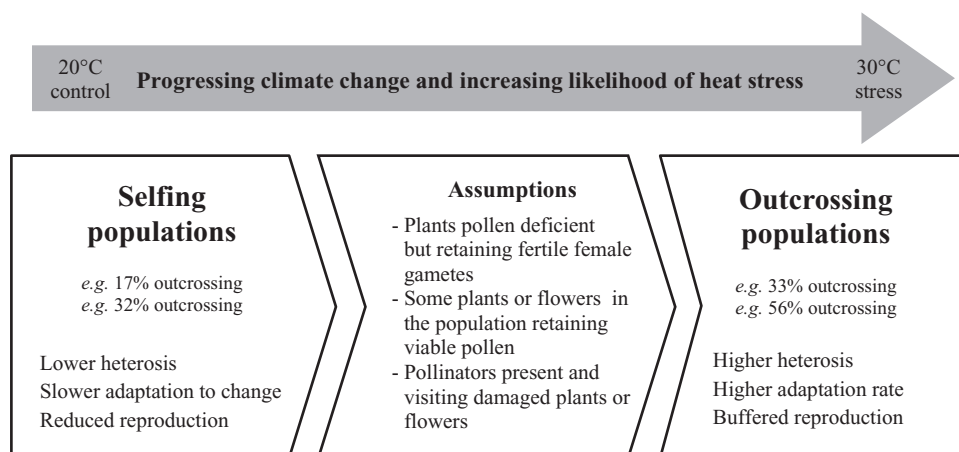 20°C
control
Progressing climate change and increasing likelihood of heat stress
30°C
stress
Selfing
populations
e.g. 17% outcrossing
e.g. 32% outcrossing
Lower heterosis
Slower adaptation to change
Reduced reproduction
Assumptions
- Plants pollen deficient
but retaining fertile female
gametes
- Some plants or flowers in
the population retaining
viable pollen
- Pollinators present and
visiting damaged plants or
flowers
Outcrossing
populations
e.g. 33% outcrossing
e.g. 56% outcrossing
Higher heterosis
Higher adaptation rate
Buffered reproduction